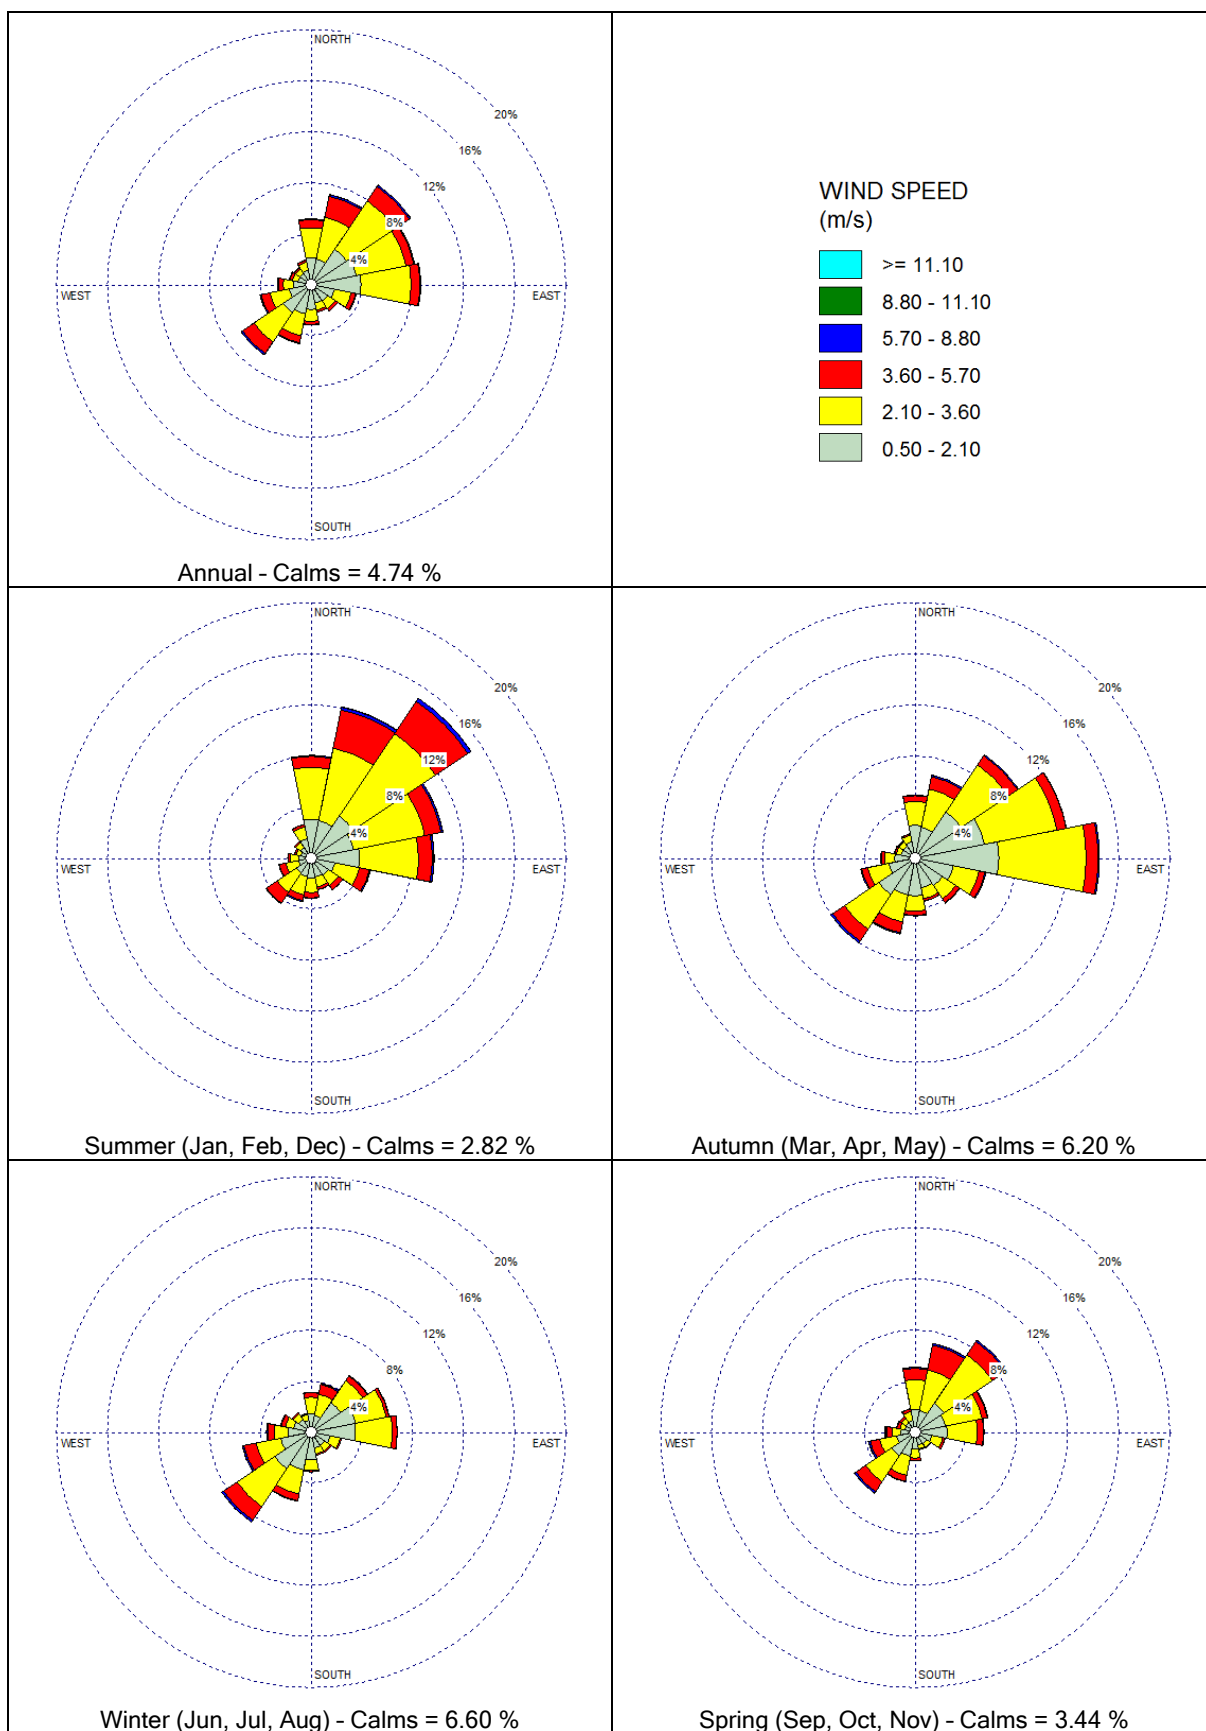 NORTH
20%
16%
12%
8%
4%
WEST
EAST
SOUTH
Annual - Calms = 4.74 %
WIND SPEED
(m/s)
>= 11.10
8.80 - 11.10
5.70 - 8.80
3.60 - 5.70
2.10 - 3.60
0.50 - 2.10
NORTH
20%
16%
12%
8%
4%
WEST
EAST
SOUTH
Summer (Jan, Feb, Dec) - Calms = 2.82 %
NORTH
20%
16%
12%
8%
4%
WEST
EAST
SOUTH
Autumn (Mar, Apr, May) - Calms = 6.20 %
NORTH
20%
16%
12%
8%
4%
WEST
EAST
SOUTH
Winter (Jun, Jul, Aug) - Calms = 6.60 %
NORTH
20%
16%
12%
8%
4%
WEST
EAST
SOUTH
Spring (Sep, Oct, Nov) - Calms = 3.44 %